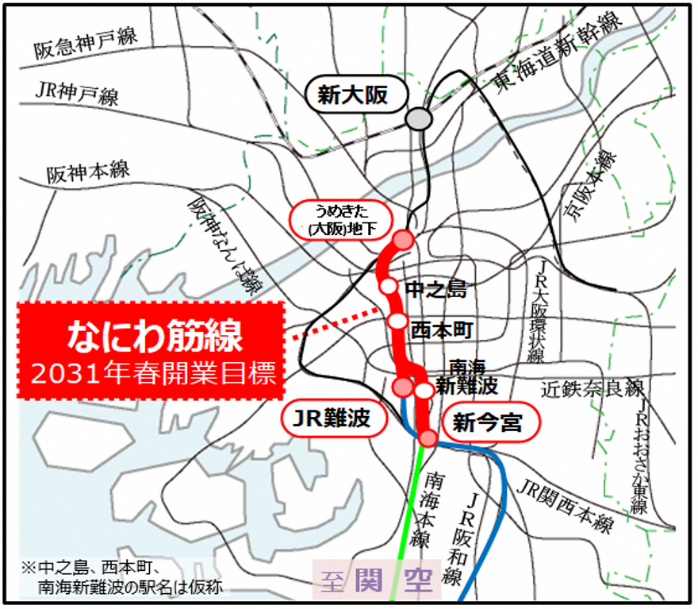 阪急神戸線
JR神戸線
阪神本線
阪神なんば線
新大阪
東海道新幹線
京阪本線
うめきた
(大阪)地下
中之島
西本町
JR大阪環状線
なにわ筋線
2031年春開業目標
南海
新難波
近鉄奈良線
JR難波
新今宮
JRおおさか東線
JR関西本線
南海本線
JR阪和線
至関空
※中之島、西本町、
南海新難波の駅名は仮称